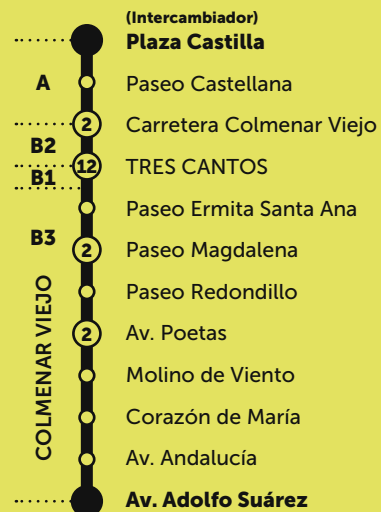 (Intercambiador)
Plaza Castilla
A
Paseo Castellana
2
Carretera Colmenar Viejo
B2
12
TRES CANTOS
B1
Paseo Ermita Santa Ana
B3
2
Paseo Magdalena
Paseo Redondillo
COLMENAR VIEJO
2
Av. Poetas
Molino de Viento
Corazón de María
Av. Andalucía
Av. Adolfo Suárez